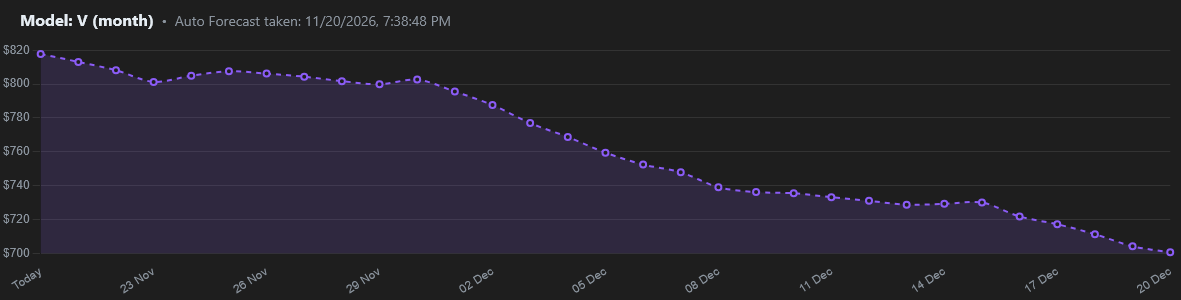 Model: V (month) • Auto Forecast taken: 11/20/2026, 7:38:48 PM
$820
$800
$780
$760
$740
$720
$700
Today
23 Nov
26 Nov
29 Nov
02 Dec
05 Dec
08 Dec
11 Dec
14 Dec
17 Dec
20 Dec